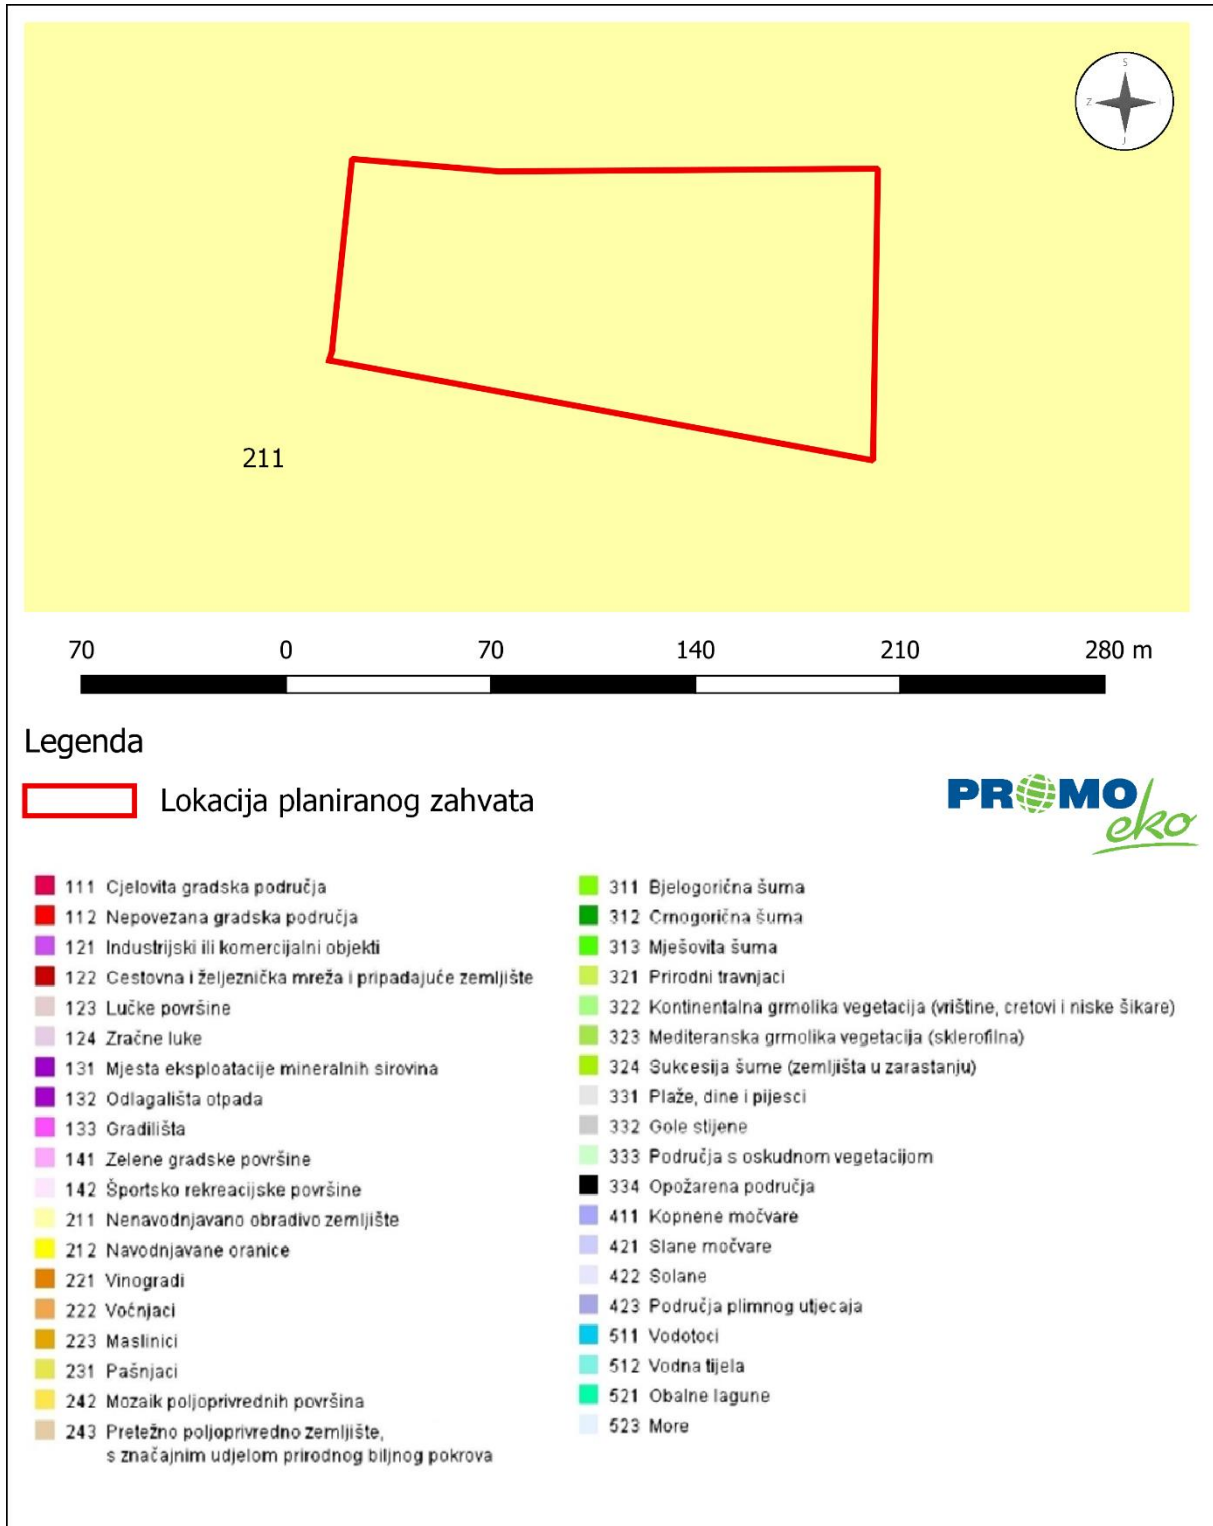 S
Z
J
211
70 0 70 140 210 280 m
Legenda
Lokacija planiranog zahvata
PROMO
eko
111 Cjelovita gradska područja
112 Nepovezana gradska područja
121 Industrijski ili komercijalni objekti
122 Cestovna i željeznička mreža i pripadajuće zemljište
123 Lučke površine
124 Zračne luke
131 Mjesta eksploatacije mineralnih sirovina
132 Odlagališta otpada
133 Gradilišta
141 Zelene gradske površine
142 Športsko rekreacijske površine
211 Nenavodnjavano obradivo zemljište
212 Navodnjavane oranice
221 Vinogradi
222 Voćnjaci
223 Maslinici
231 Pašnjaci
242 Mozaik poljoprivrednih površina
243 Pretežno poljoprivredno zemljište,
s značajnim udjelom prirodnog biljnog pokrova
311 Bjelogorična šuma
312 Crnogorična šuma
313 Mješovita šuma
321 Prirodni travnjaci
322 Kontinentalna grmolika vegetacija (vrištine, cretovi i niske šikare)
323 Mediteranska grmolika vegetacija (sklerofilna)
324 Sukcesija šume (zemljišta u zarastanju)
331 Plaže, dine i pijesci
332 Gole stijene
333 Područja s oskudnom vegetacijom
334 Opožarena područja
411 Kopnene močvare
421 Slane močvare
422 Solane
423 Područja plimnog utjecaja
511 Vodotoci
512 Vodna tijela
521 Obalne lagune
523 More